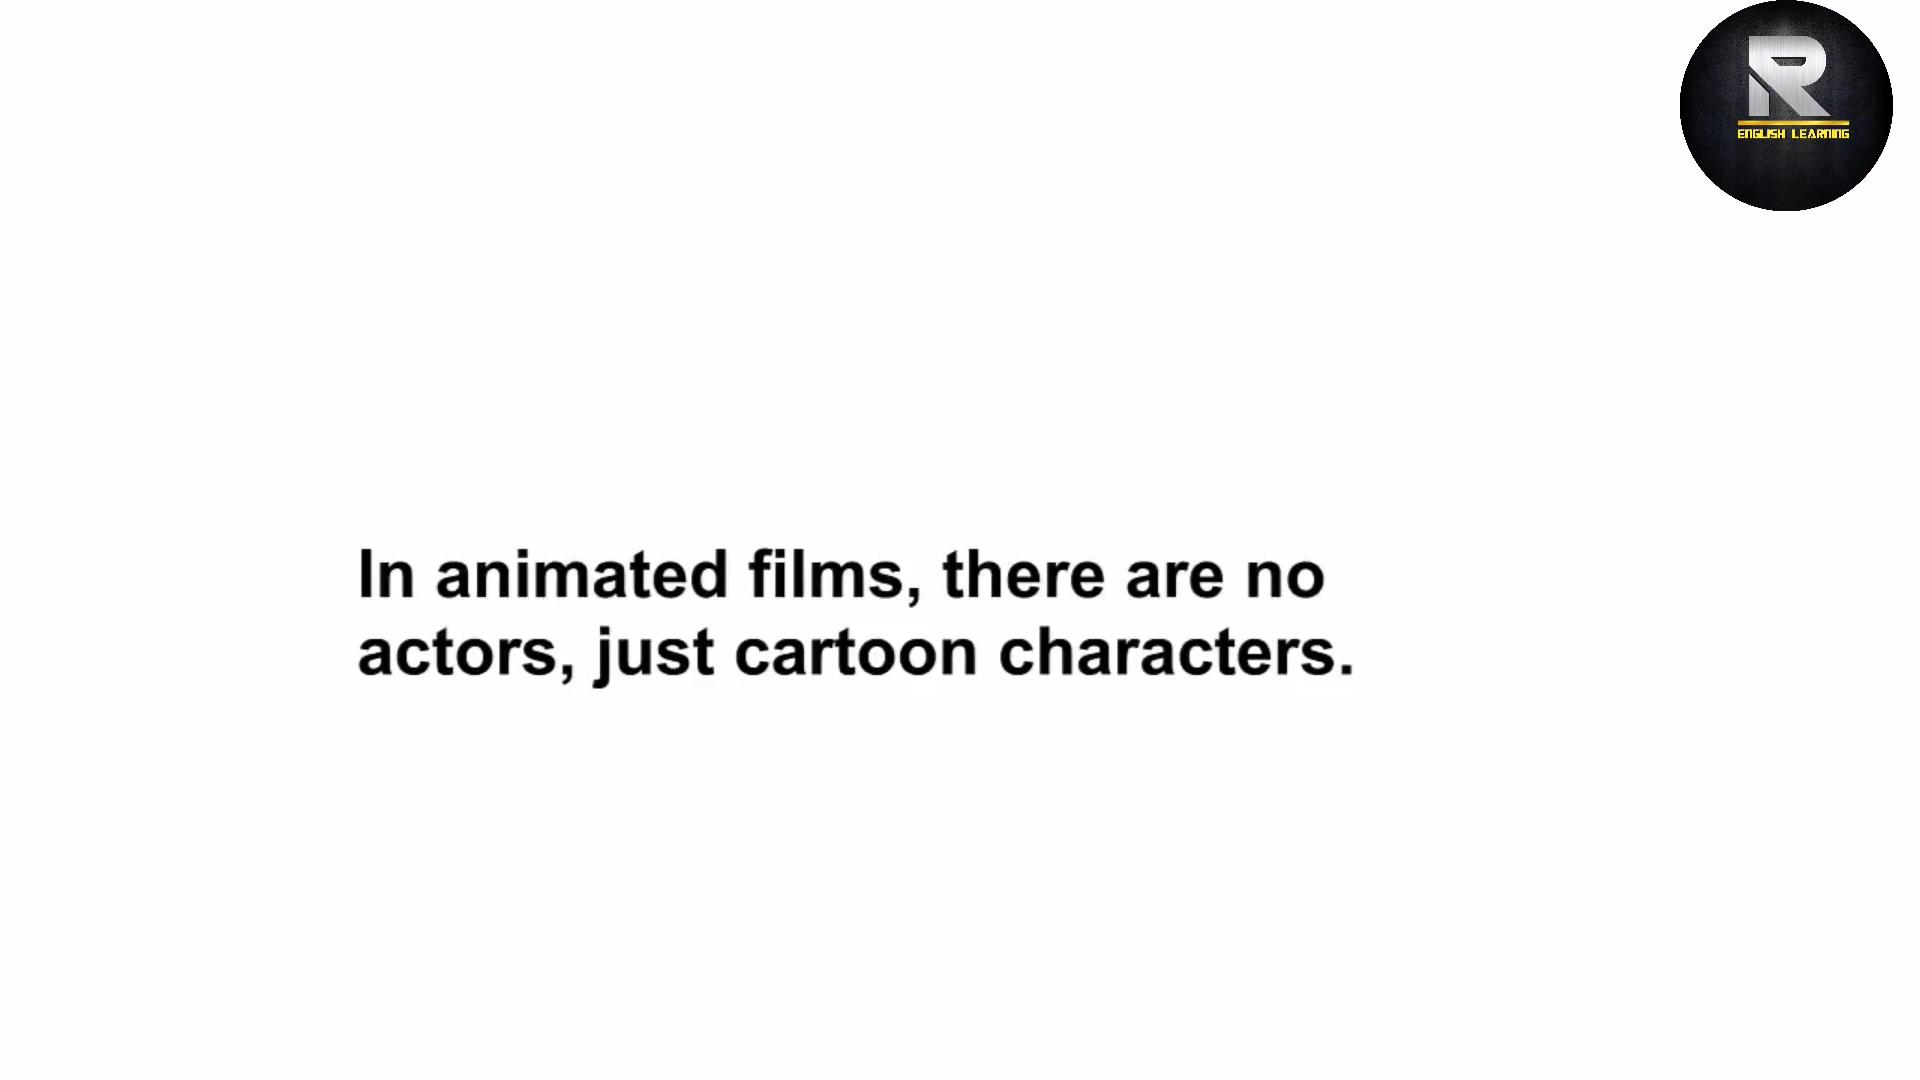 R
ENGLISH LEARNING
In animated films, there are no
actors, just cartoon characters.